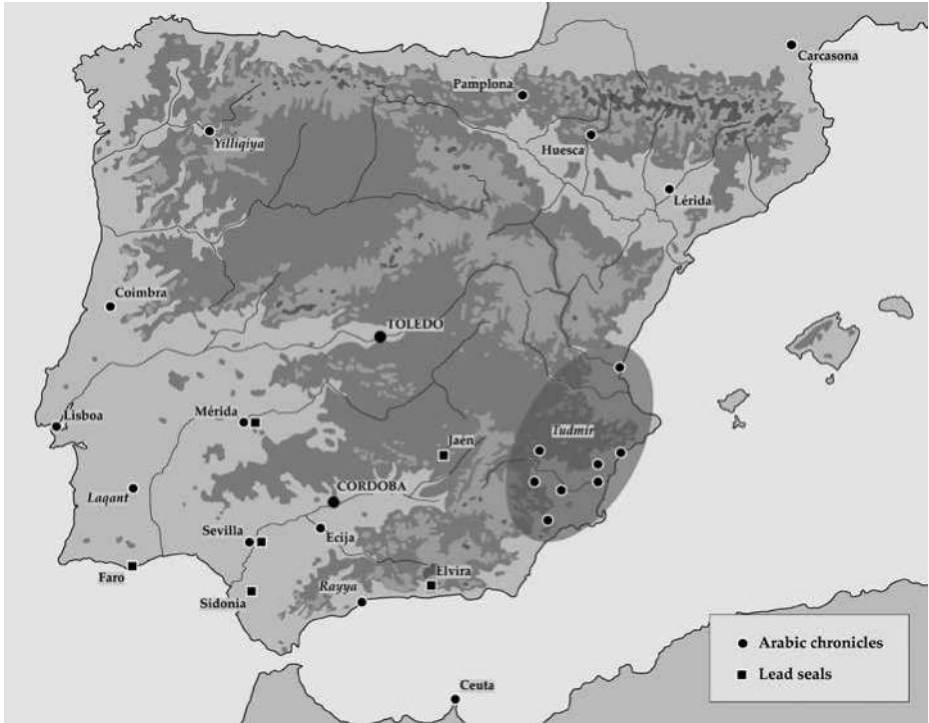 Carcasona
Pamplona
Yilliqiya
Huesca
Lérida
Coimbra
TOLEDO
Lisboa
Mérida
Tudmir
Jaén
Laqant
CORDOBA
Sevilla
Ecija
Faro
Sidonia
Rayya
Elvira
Arabic chronicles
Lead seals
Ceuta